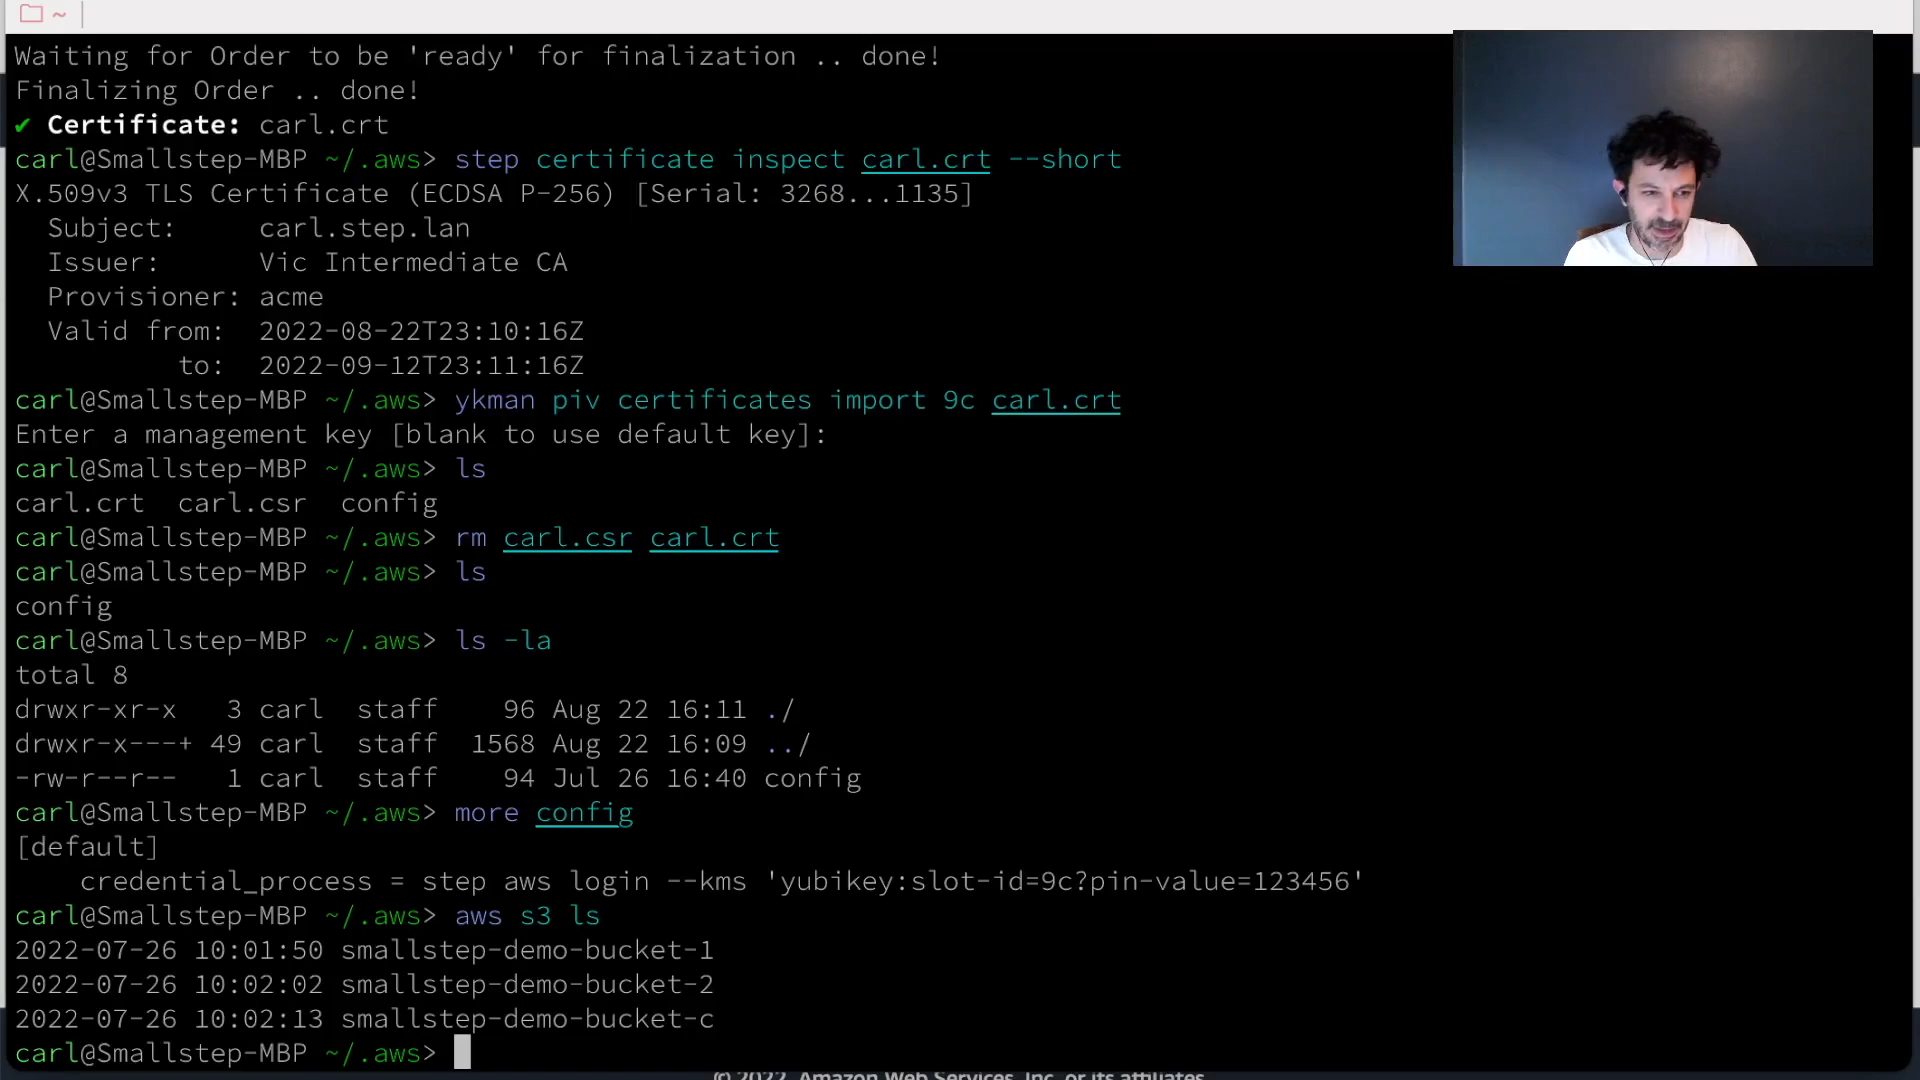 ~
Waiting for Order to be 'ready' for finalization .. done!
Finalizing Order .. done!
✔ Certificate: carl.crt
carl@Smallstep-MBP ~/.aws> step certificate inspect carl.crt --short
X.509v3 TLS Certificate (ECDSA P-256) [Serial: 3268...1135]
  Subject:     carl.step.lan
  Issuer:      Vic Intermediate CA
  Provisioner: acme
  Valid from:  2022-08-22T23:10:16Z
          to:  2022-09-12T23:11:16Z
carl@Smallstep-MBP ~/.aws> ykman piv certificates import 9c carl.crt
Enter a management key [blank to use default key]:
carl@Smallstep-MBP ~/.aws> ls
carl.crt  carl.csr  config
carl@Smallstep-MBP ~/.aws> rm carl.csr carl.crt
carl@Smallstep-MBP ~/.aws> ls
config
carl@Smallstep-MBP ~/.aws> ls -la
total 8
drwxr-xr-x   3 carl  staff    96 Aug 22 16:11 ./
drwxr-x---+ 49 carl  staff  1568 Aug 22 16:09 ../
-rw-r--r--   1 carl  staff    94 Jul 26 16:40 config
carl@Smallstep-MBP ~/.aws> more config
[default]
    credential_process = step aws login --kms 'yubikey:slot-id=9c?pin-value=123456'
carl@Smallstep-MBP ~/.aws> aws s3 ls
2022-07-26 10:01:50 smallstep-demo-bucket-1
2022-07-26 10:02:02 smallstep-demo-bucket-2
2022-07-26 10:02:13 smallstep-demo-bucket-c
carl@Smallstep-MBP ~/.aws>
© 2022, Amazon Web Services, Inc. or its affiliates.